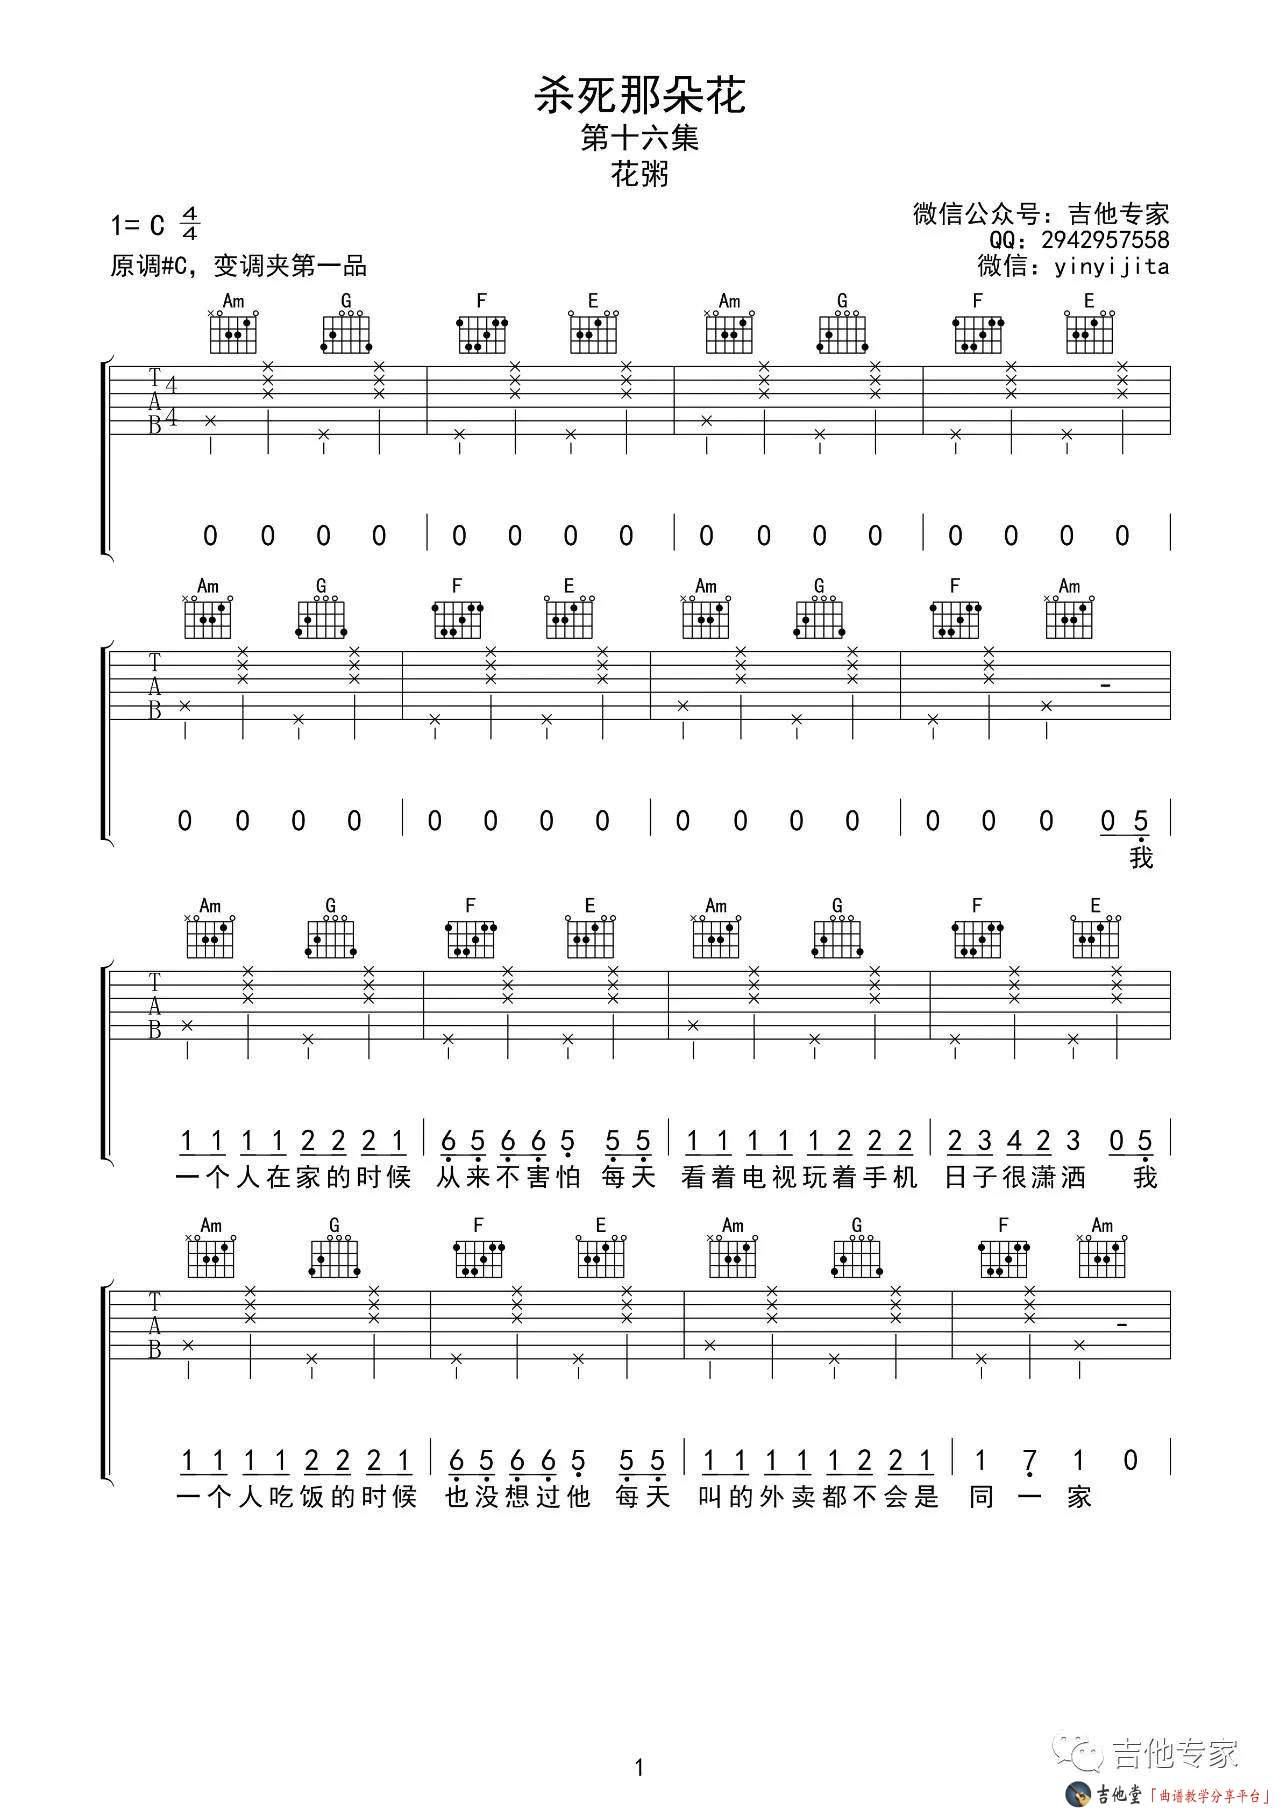 杀死那朵花
第十六集
花粥
1= C 4/4
微信公众号：吉他专家
QQ：2942957558
原调#C，变调夹第一品
微信：yinyijita
Am G F E Am G F E
T A B 4 4
0 0 0 0 0 0 0 0 0 0 0 0 0 0 0 0
Am G F E Am G F Am
T A B
0 0 0 0 0 0 0 0 0 0 0 0 0 0 0 0 5
我
Am G F E Am G F E
T A B
1 1 1 1 2 2 2 1 6 5 6 6 5 5 5 1 1 1 1 1 2 2 2 2 3 4 2 3 0 5
一个人在家的时候 从来不害怕 每天 看着电视玩着手机 日子很潇洒 我
Am G F E Am G F Am
T A B
1 1 1 1 2 2 2 1 6 5 6 6 5 5 5 1 1 1 1 1 2 2 1 1 7 1 0
一个人吃饭的时候 也没想过他 每天 叫的外卖都不会是 同一家
1
吉他专家
吉他堂「曲谱教学分享平台」